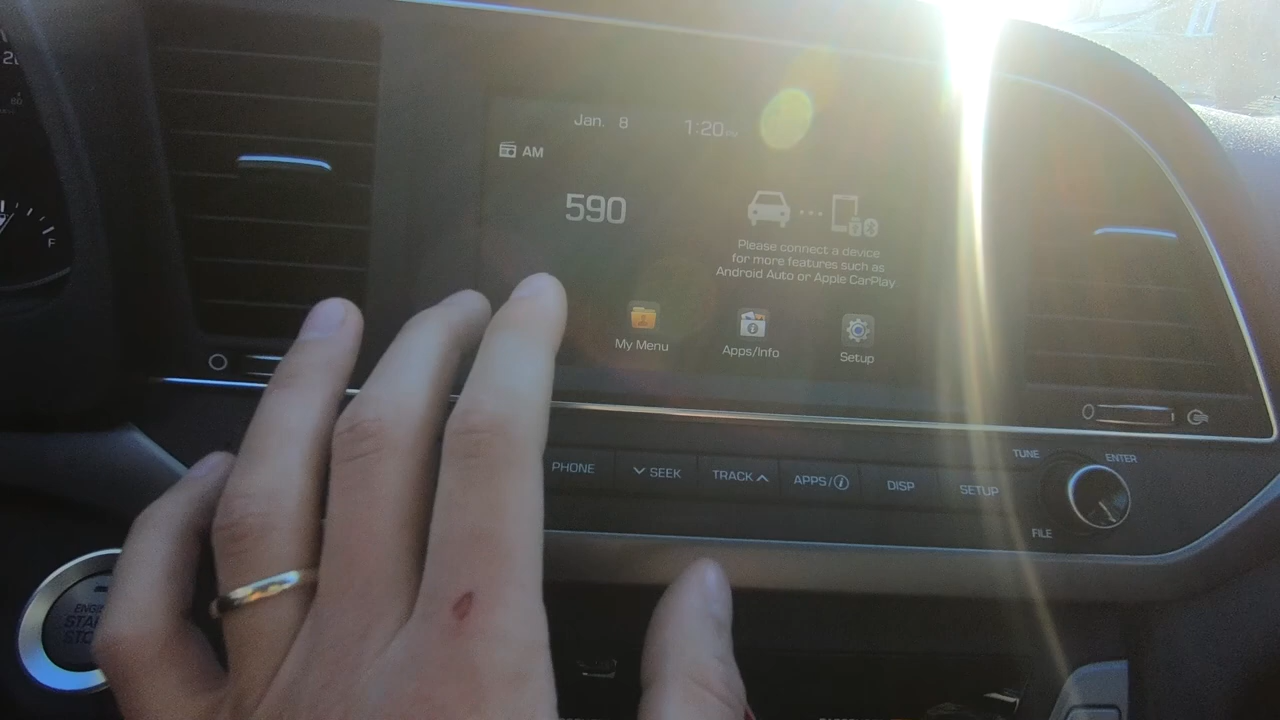 Jan. 8 1:20 PM
AM
590
Please connect a device
for more features such as
Android Auto or Apple CarPlay.
My Menu
Apps/Info
Setup
TUNE
ENTER
PHONE
SEEK
TRACK
APPS/i
DISP
SETUP
FILE
F